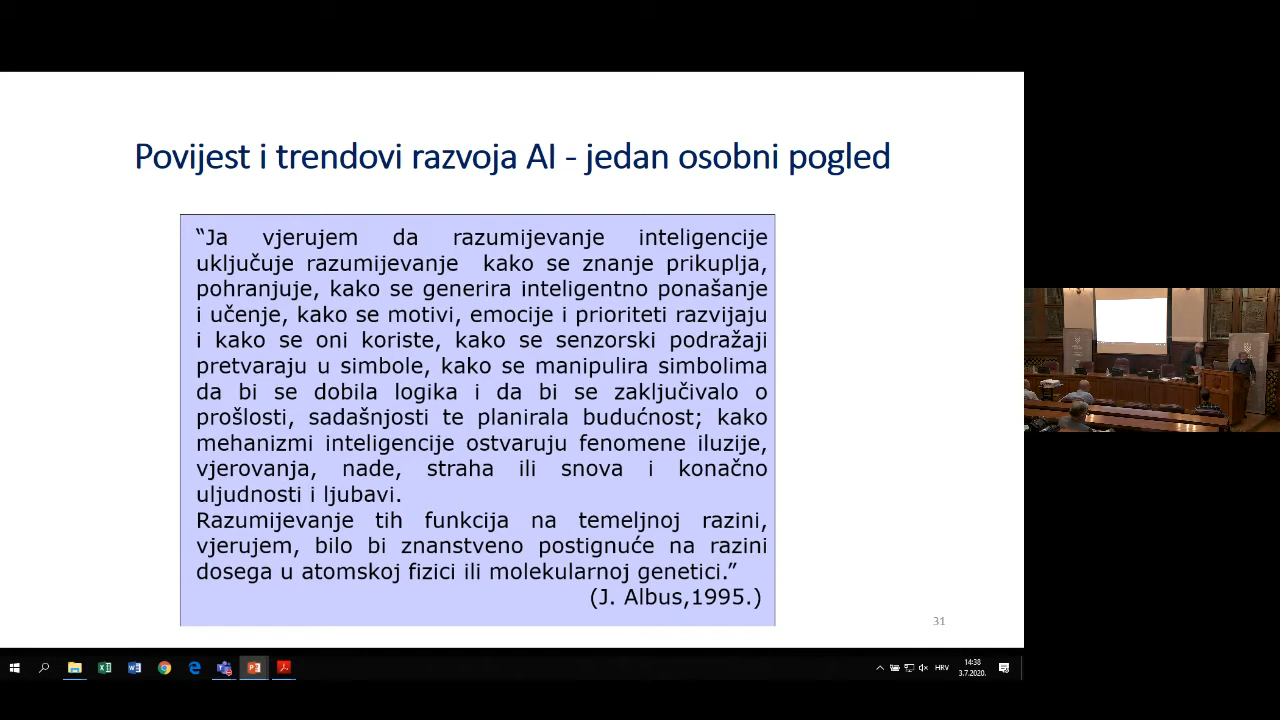 Povijest i trendovi razvoja AI - jedan osobni pogled
“Ja vjerujem da razumijevanje inteligencije
uključuje razumijevanje kako se znanje prikuplja,
pohranjuje, kako se generira inteligentno ponašanje
i učenje, kako se motivi, emocije i prioriteti razvijaju
i kako se oni koriste, kako se senzorski podražaji
pretvaraju u simbole, kako se manipulira simbolima
da bi se dobila logika i da bi se zaključivalo o
prošlosti, sadašnjosti te planirala budućnost; kako
mehanizmi inteligencije ostvaruju fenomene iluzije,
vjerovanja, nade, straha ili snova i konačno
uljudnosti i ljubavi.
Razumijevanje tih funkcija na temeljnoj razini,
vjerujem, bilo bi znanstveno postignuće na razini
dosega u atomskoj fizici ili molekularnoj genetici.”
(J. Albus,1995.)
31
HRV
14:38
3.7.2020.